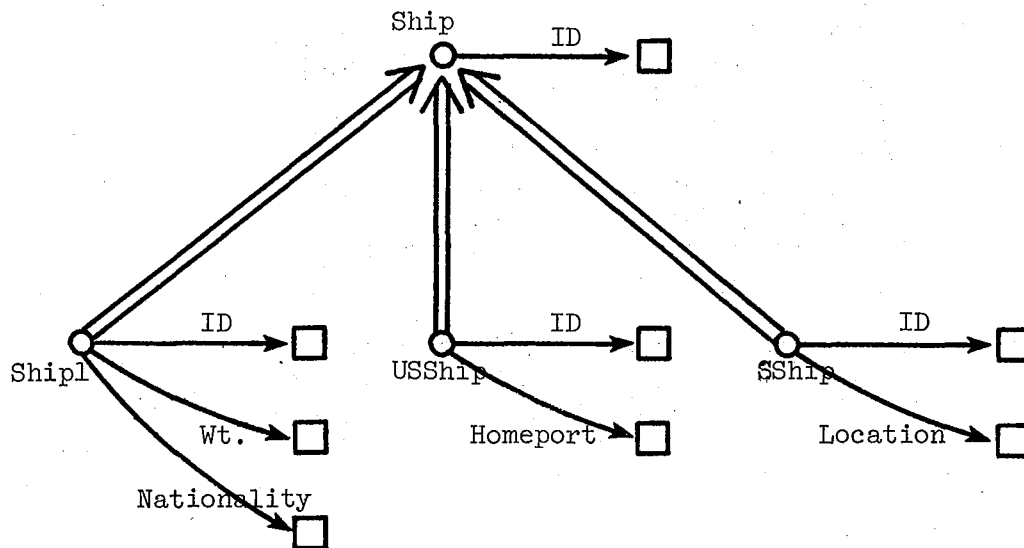 Ship
ID
ID
ID
ID
Ship1
USShip
SShip
Wt.
Homeport
Location
Nationality